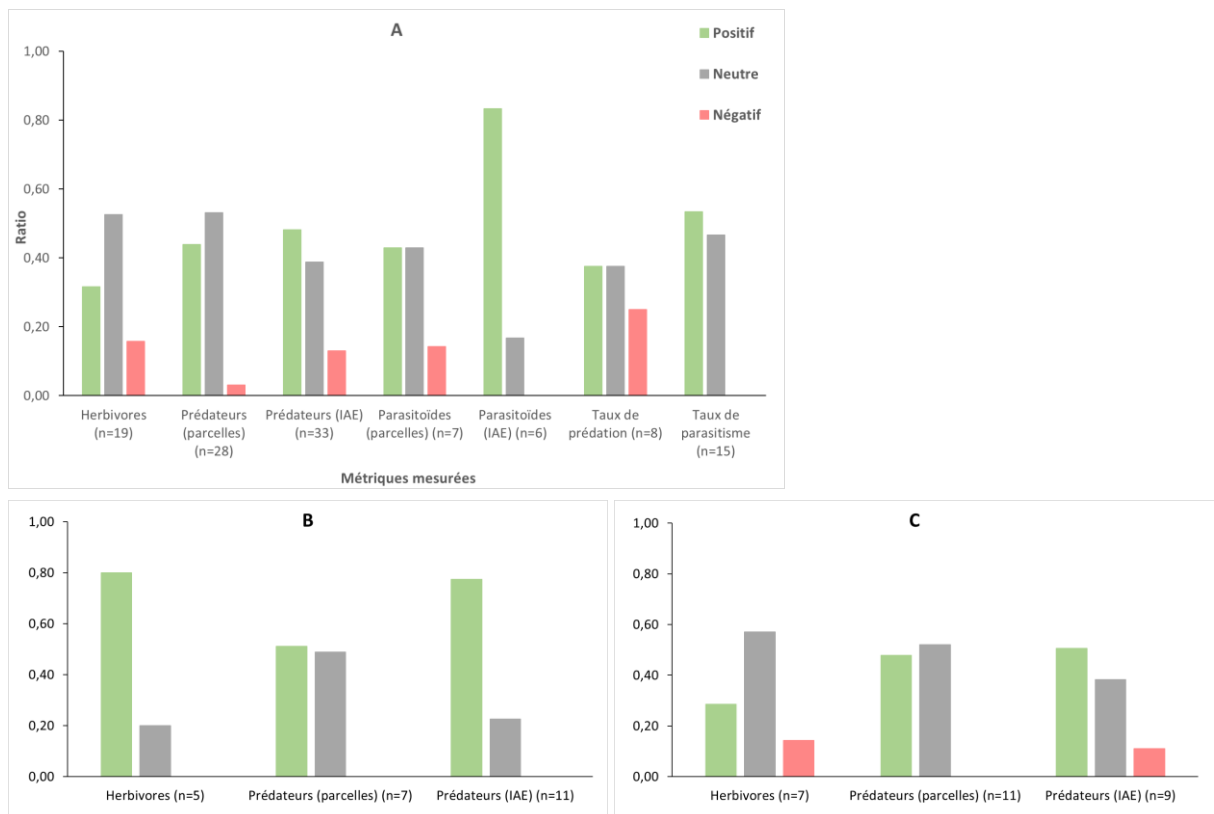 A
Positif
Neutre
Négatif
1,00
0,80
0,60
0,40
0,20
0,00
Ratio
Herbivores
(n=19)
Prédateurs
(parcelles)
(n=28)
Prédateurs (IAE)
(n=33)
Parasitoïdes
(parcelles) (n=7)
Parasitoïdes
(IAE) (n=6)
Taux de
prédation (n=8)
Taux de
parasitisme
(n=15)
Métriques mesurées
B
1,00
0,80
0,60
0,40
0,20
0,00
Herbivores (n=5)
Prédateurs (parcelles) (n=7)
Prédateurs (IAE) (n=11)
C
1,00
0,80
0,60
0,40
0,20
0,00
Herbivores (n=7)
Prédateurs (parcelles) (n=11)
Prédateurs (IAE) (n=9)